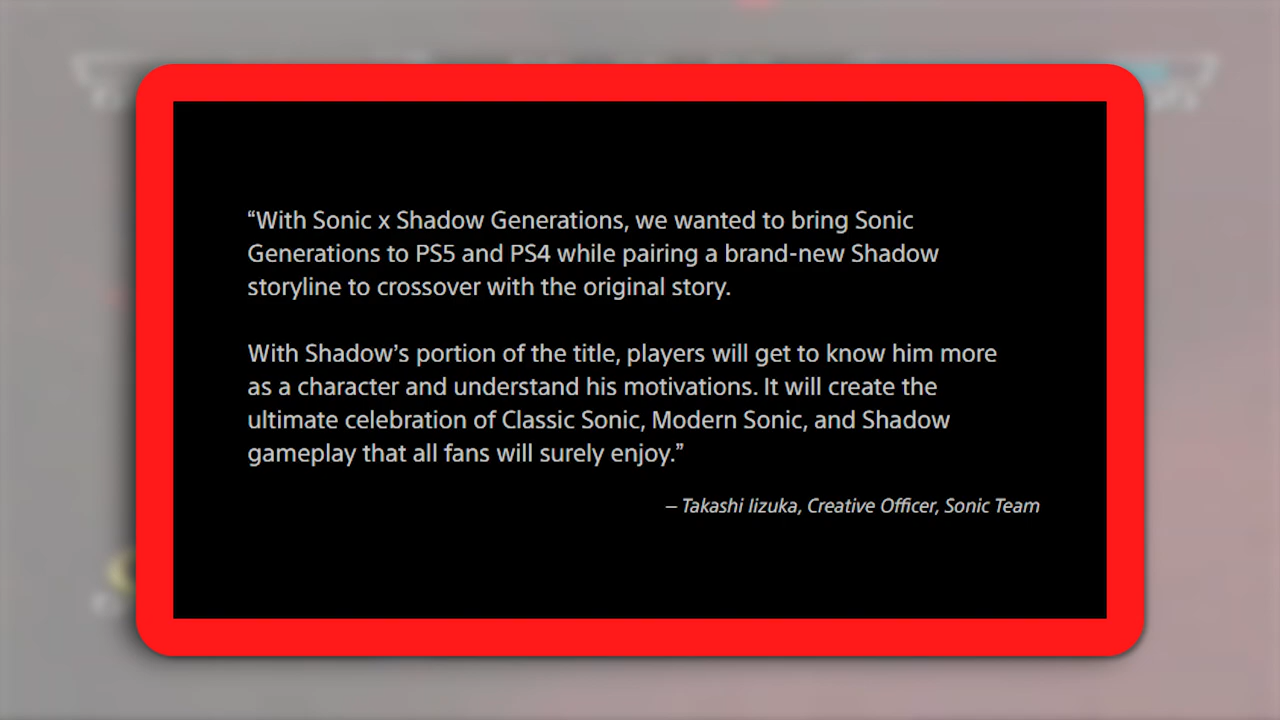 “With Sonic x Shadow Generations, we wanted to bring Sonic
Generations to PS5 and PS4 while pairing a brand-new Shadow
storyline to crossover with the original story.
With Shadow’s portion of the title, players will get to know him more
as a character and understand his motivations. It will create the
ultimate celebration of Classic Sonic, Modern Sonic, and Shadow
gameplay that all fans will surely enjoy.”
– Takashi Iizuka, Creative Officer, Sonic Team